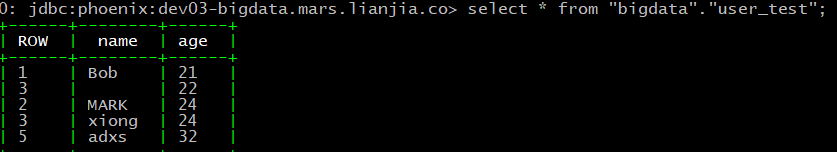 0: jdbc:phoenix:dev03-bigdata.mars.lianjia.co> select * from "bigdata"."user_test";
ROW | name | age
1 | Bob | 21
3 | | 22
2 | MARK | 24
3 | xiong | 24
5 | adxs | 32